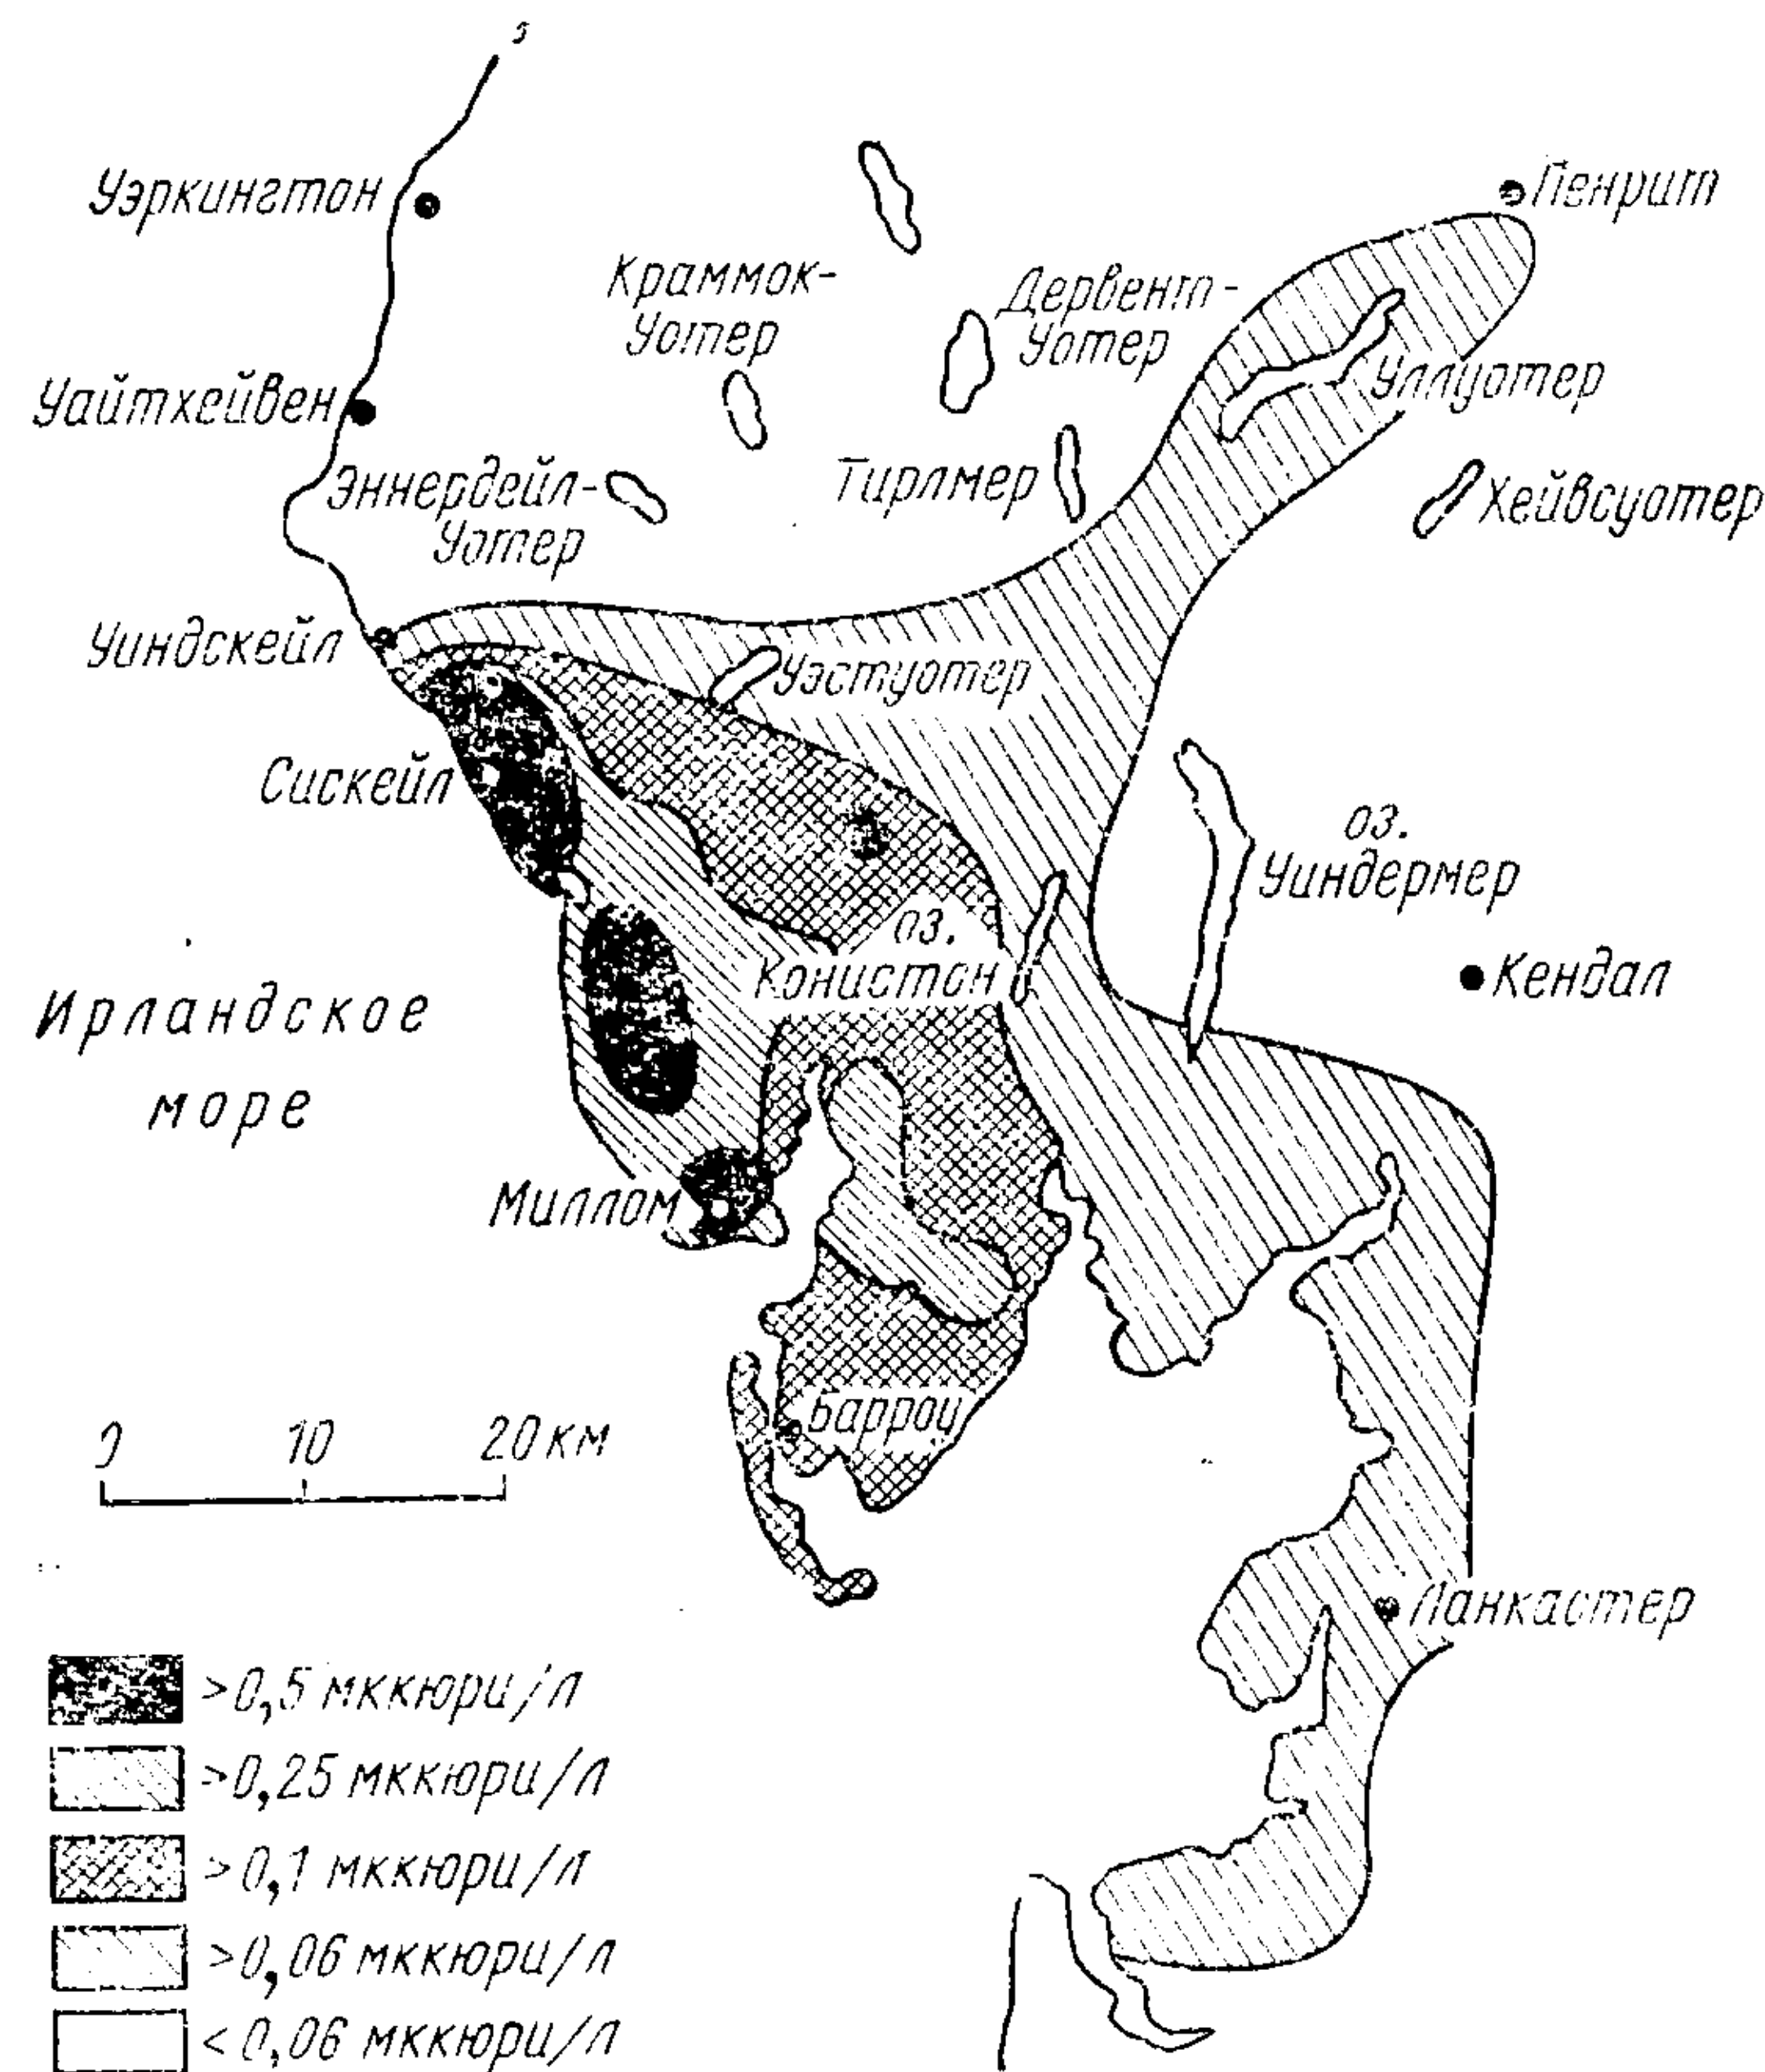 Уэркингтон
Пенрит
Краммок-
Уотер
Дервент-
Уотер
Уллуотер
Уайтхейвен
Эннердейл-
Уотер
Тирлмер
Хейвсуотер
Уиндскейл
Уэстуотер
Сискейл
оз.
Уиндермер
оз.
Конистон
Кендал
Ирландское
море
Миллом
Барроу
0 10 20 км
Ланкастер
>0,5 мккюри/л
>0,25 мккюри/л
>0,1 мккюри/л
>0,06 мккюри/л
<0,06 мккюри/л